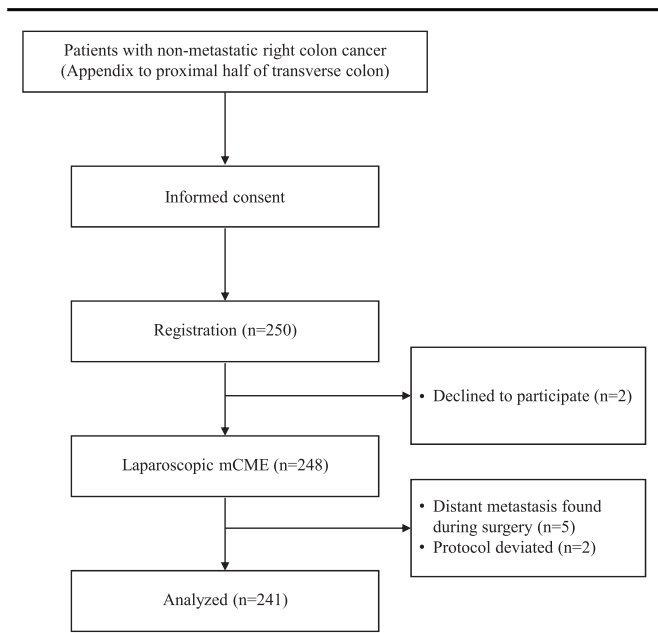 Patients with non-metastatic right colon cancer
(Appendix to proximal half of transverse colon)
Informed consent
Registration (n=250)
• Declined to participate (n=2)
Laparoscopic mCME (n=248)
• Distant metastasis found
during surgery (n=5)
• Protocol deviated (n=2)
Analyzed (n=241)